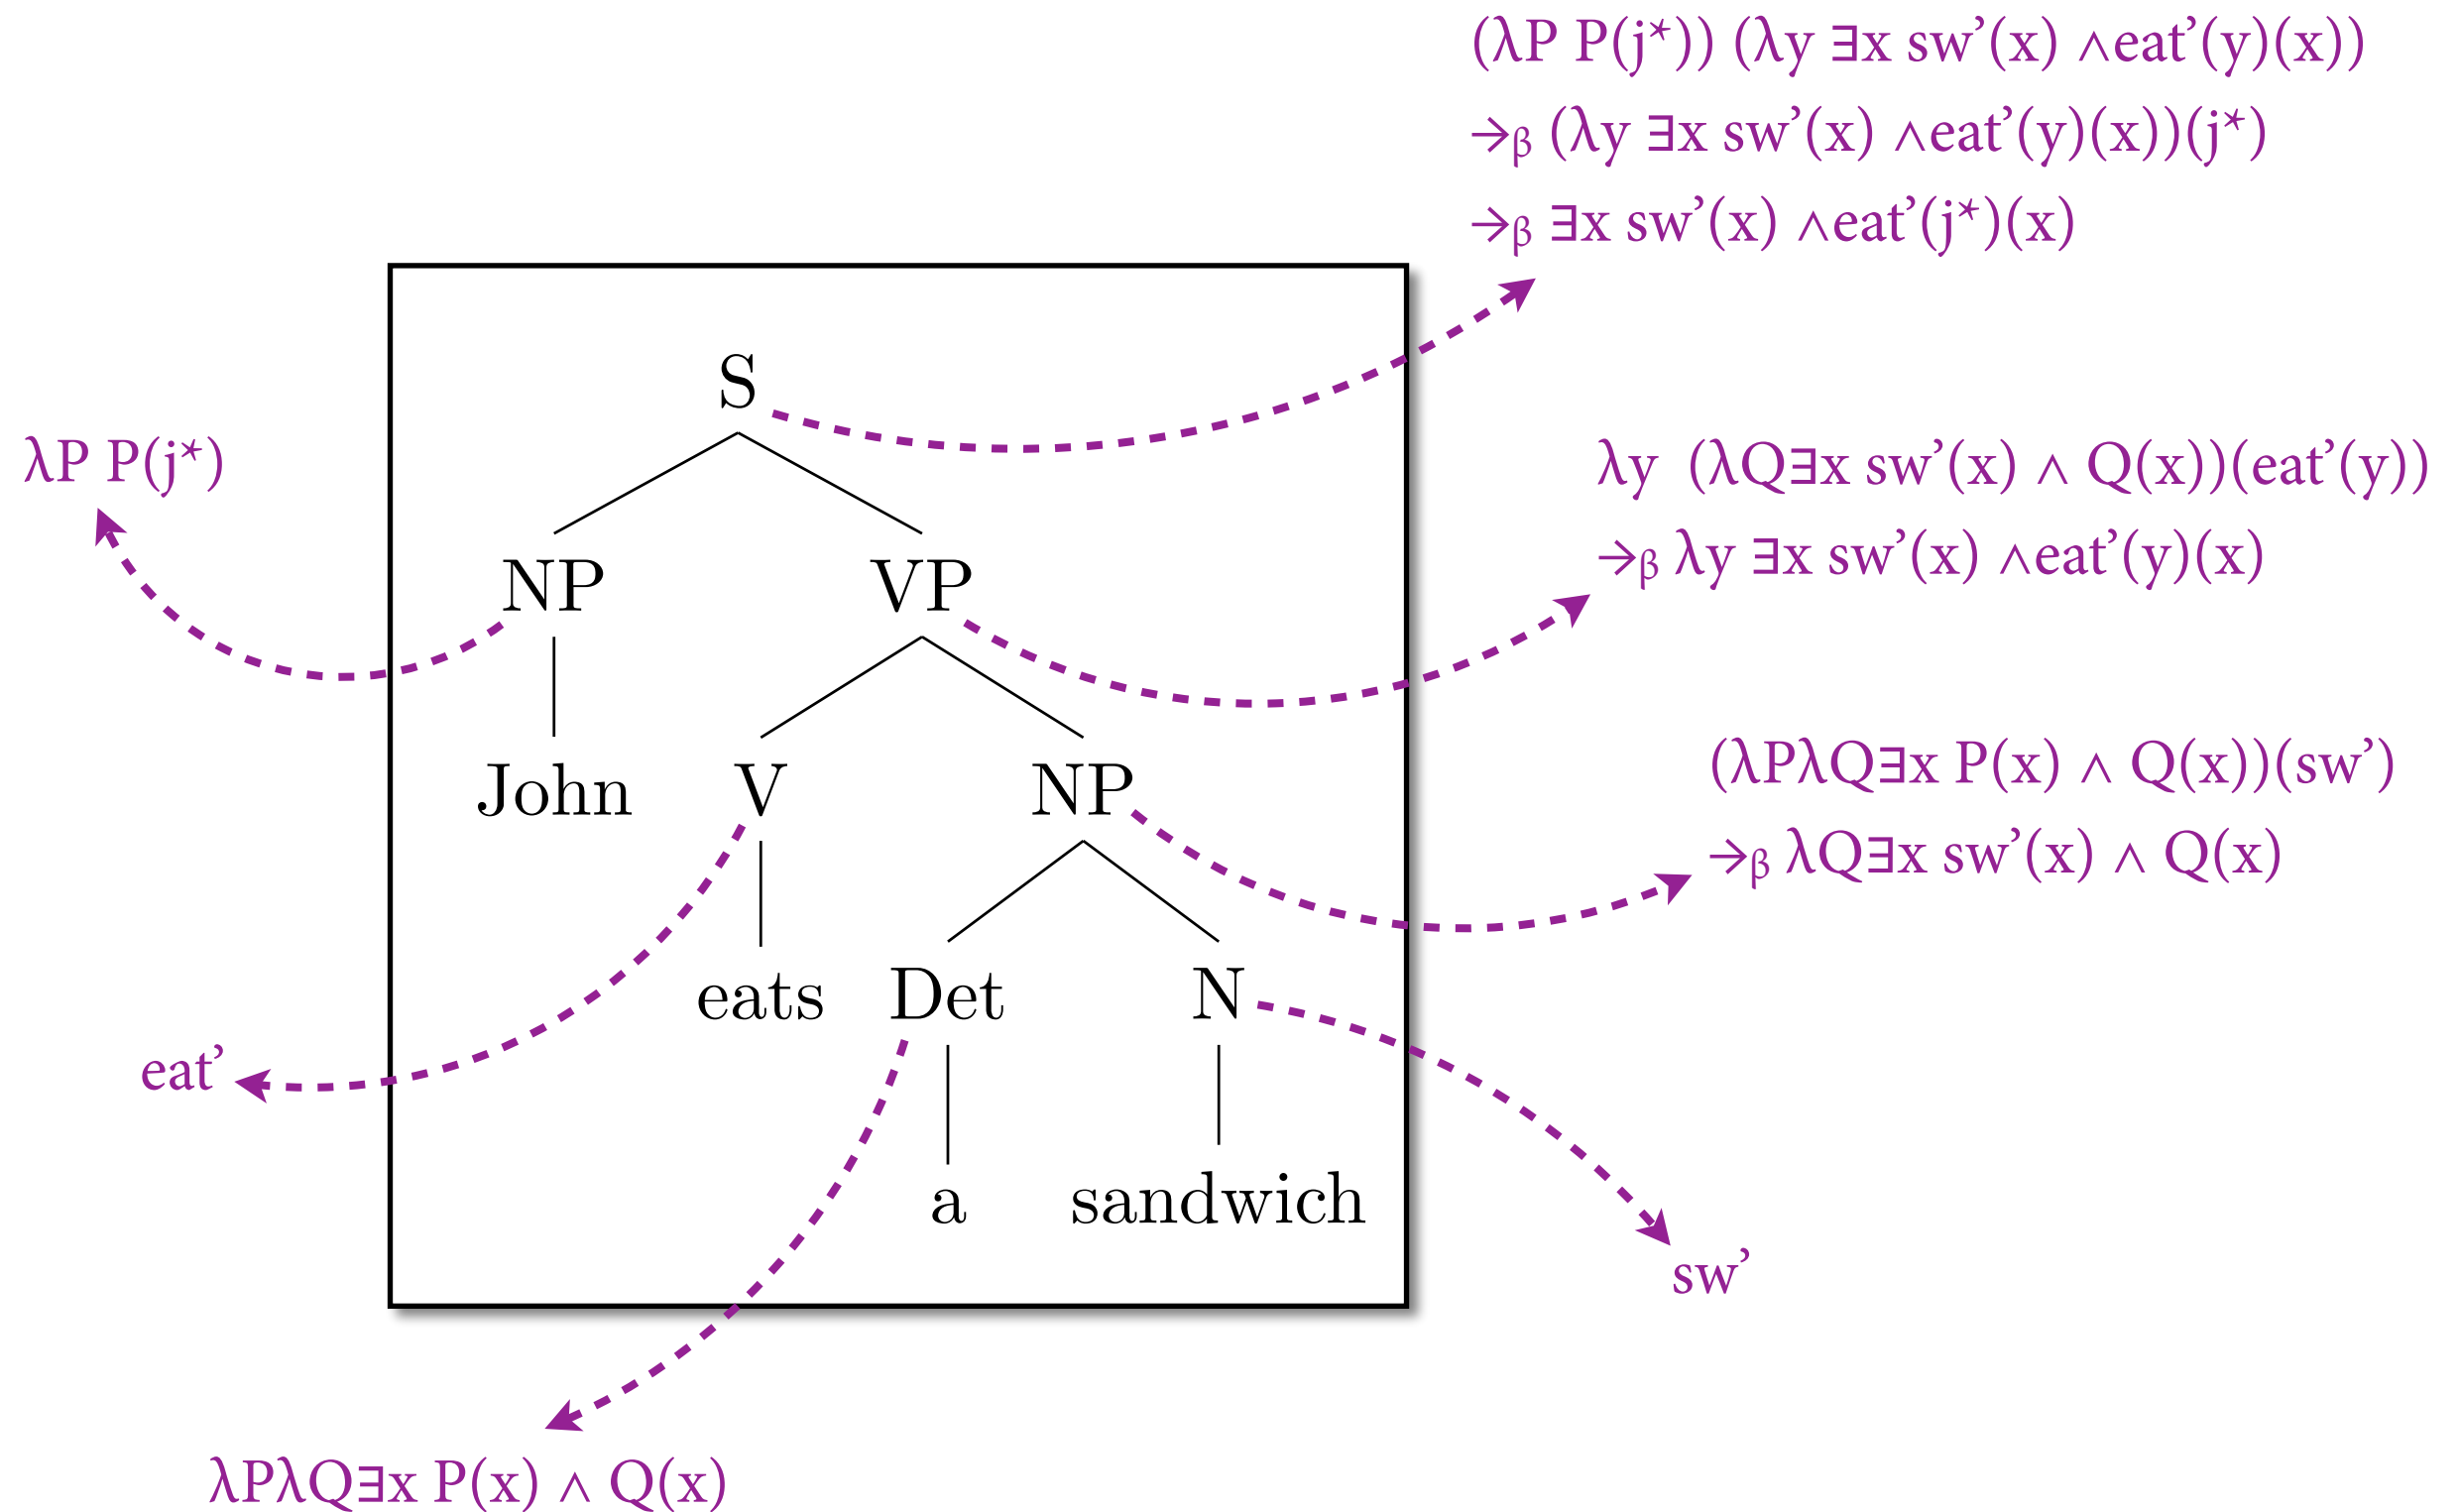 (λP P(j*)) (λy ∃x sw’(x) ∧eat’(y)(x))
→β (λy ∃x sw’(x) ∧eat’(y)(x))(j*)
→β ∃x sw’(x) ∧eat’(j*)(x)
S
λP P(j*)
λy (λQ∃x sw’(x) ∧ Q(x))(eat’(y))
→β λy ∃x sw’(x) ∧eat’(y)(x)
NP VP
John V NP
(λPλQ∃x P(x) ∧ Q(x))(sw’)
→β λQ∃x sw’(x) ∧ Q(x)
eats Det N
eat’
a sandwich
sw’
λPλQ∃x P(x) ∧ Q(x)